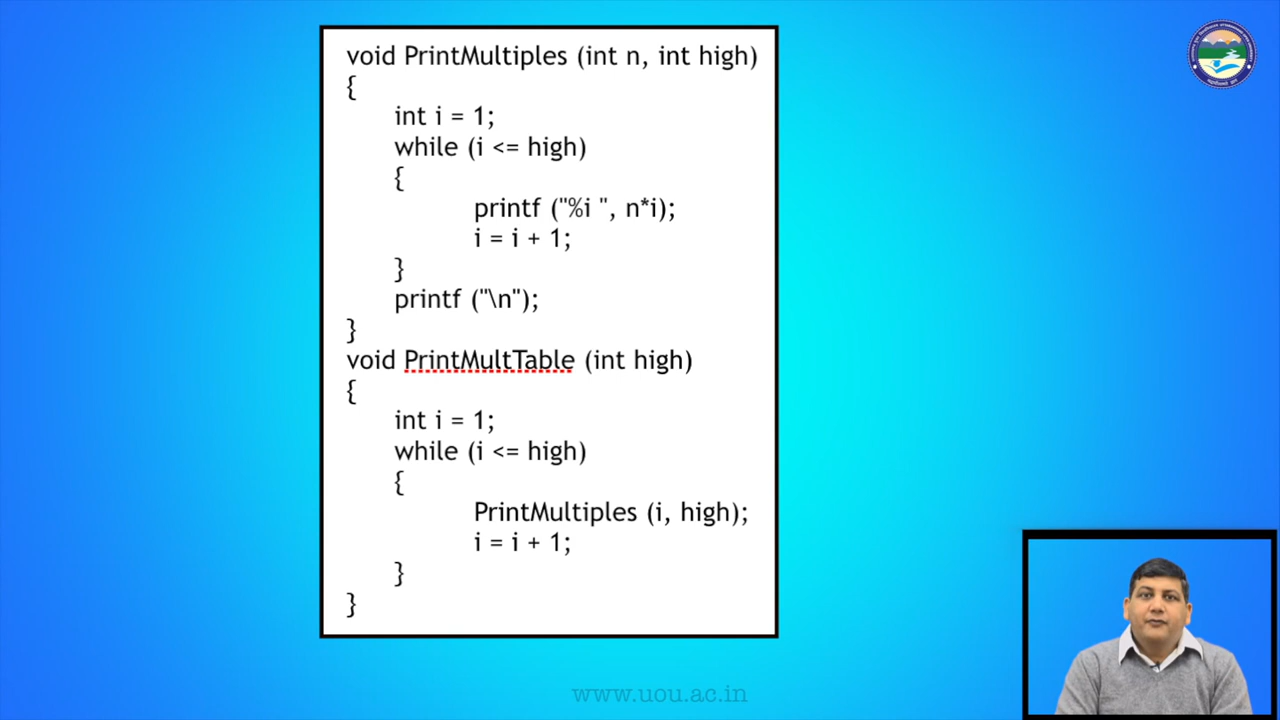 void PrintMultiples (int n, int high)
{
int i = 1;
while (i <= high)
{
printf ("%i ", n*i);
i = i + 1;
}
printf ("\n");
}
void PrintMultTable (int high)
{
int i = 1;
while (i <= high)
{
PrintMultiples (i, high);
i = i + 1;
}
}
www.uou.ac.in